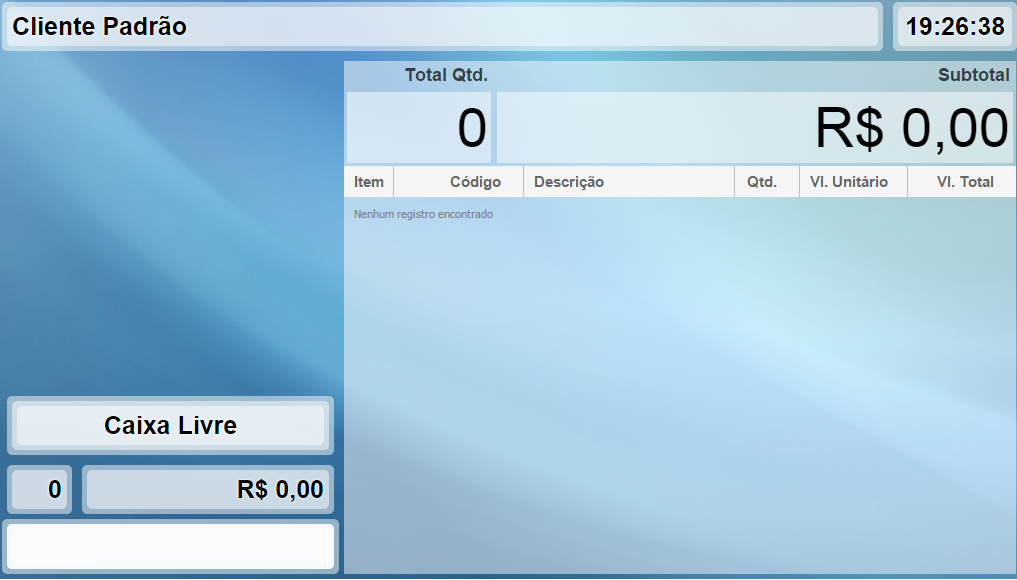 Cliente Padrão
19:26:38
Total Qtd. Subtotal
0 R$ 0,00
Item Código Descrição Qtd. Vl. Unitário Vl. Total
Nenhum registro encontrado
Caixa Livre
0 R$ 0,00